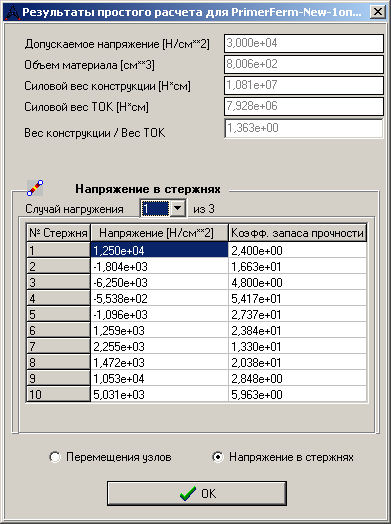 Результаты простого расчета для PrimerFerm-New-1оп...
Допускаемое напряжение [Н/см**2] 3,000e+04
Объем материала [см**3] 8,006e+02
Силовой вес конструкции [Н*см] 1,081e+07
Силовой вес ТОК [Н*см] 7,928e+06
Вес конструкции / Вес ТОК 1,363e+00
Напряжение в стержнях
Случай нагружения 1 из 3
№ Стержня Напряжение [Н/см**2] Коэфф. запаса прочности
1 1,250e+04 2,400e+00
2 -1,804e+03 1,663e+01
3 -6,250e+03 4,800e+00
4 -5,538e+02 5,417e+01
5 -1,096e+03 2,737e+01
6 1,259e+03 2,384e+01
7 2,255e+03 1,330e+01
8 1,472e+03 2,038e+01
9 1,053e+04 2,848e+00
10 5,031e+03 5,963e+00
Перемещения узлов Напряжение в стержнях
OK